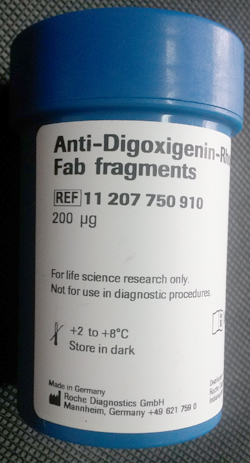 Anti-Digoxigenin-Rh
Fab fragments
REF 11 207 750 910
200 µg
For life science research only.
Not for use in diagnostic procedures.
+2 to +8°C
Store in dark
Made in Germany
Roche Diagnostics GmbH
Mannheim, Germany +49 621 759 0